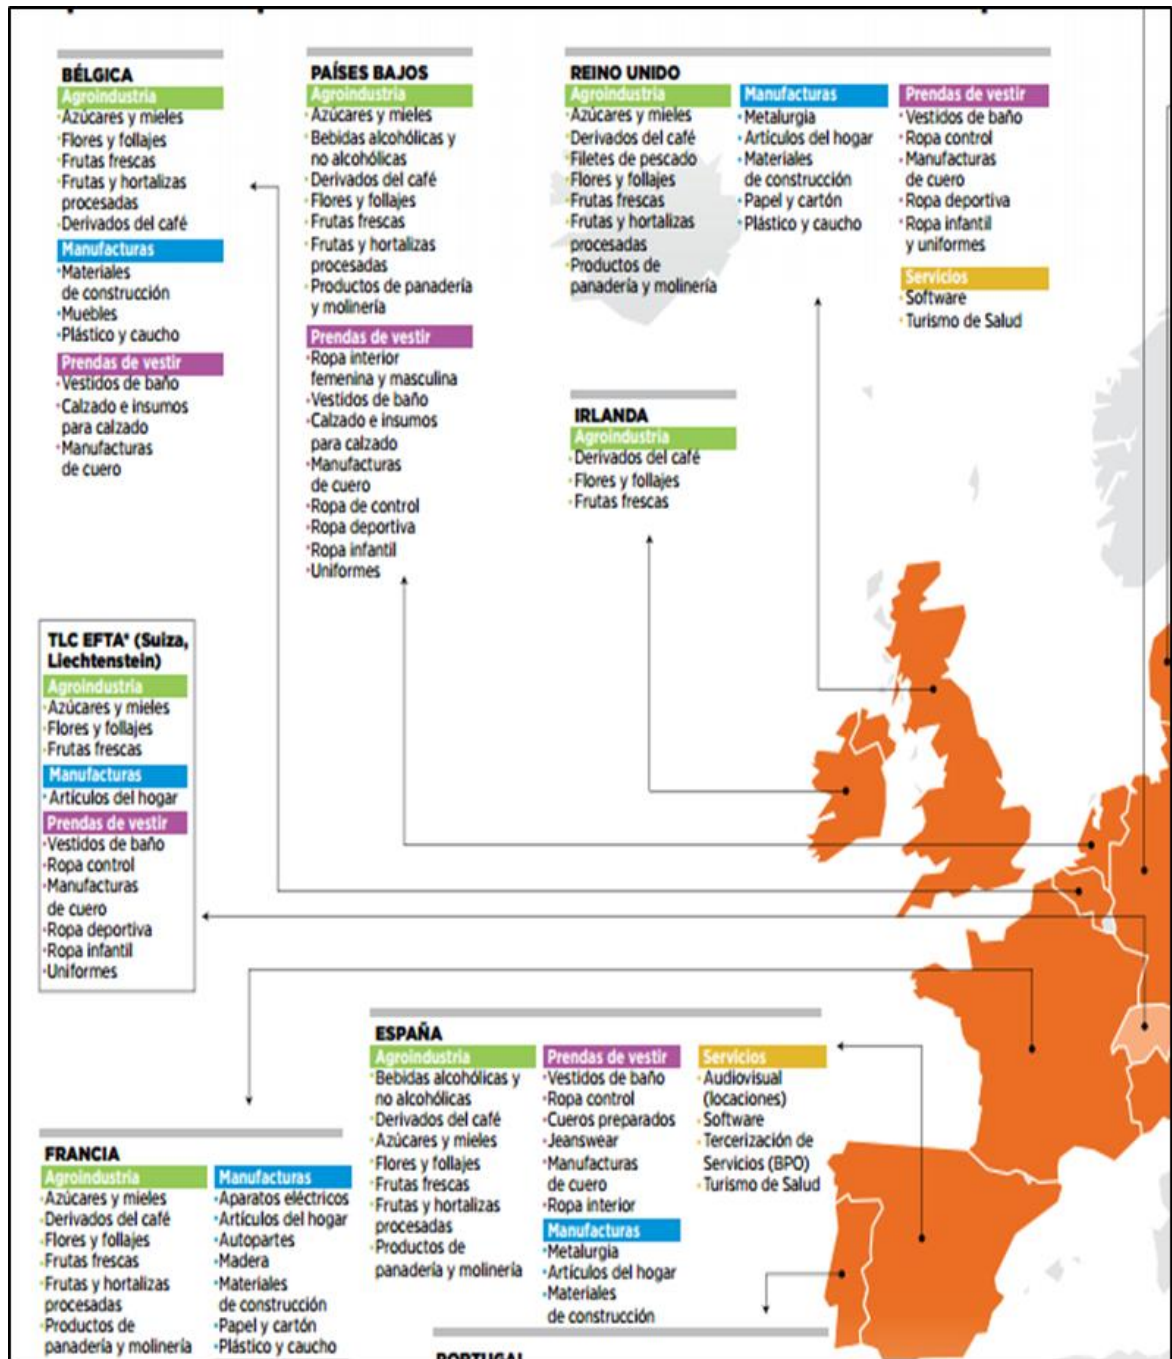 BÉLGICA
Agroindustria
Azúcares y mieles
Flores y follajes
Frutas frescas
Frutas y hortalizas
procesadas
Derivados del café
Manufacturas
Materiales
de construcción
Muebles
Plástico y caucho
Prendas de vestir
Vestidos de baño
Calzado e insumos
para calzado
Manufacturas
de cuero
PAÍSES BAJOS
Agroindustria
Azúcares y mieles
Bebidas alcohólicas y
no alcohólicas
Derivados del café
Flores y follajes
Frutas frescas
Frutas y hortalizas
procesadas
Productos de panadería
y molinería
Prendas de vestir
Ropa interior
femenina y masculina
Vestidos de baño
Calzado e insumos
para calzado
Manufacturas
de cuero
Ropa de control
Ropa deportiva
Ropa infantil
Uniformes
REINO UNIDO
Agroindustria
Azúcares y mieles
Derivados del café
Filetes de pescado
Flores y follajes
Frutas frescas
Frutas y hortalizas
procesadas
Productos de
panadería y molinería
Manufacturas
Metalurgia
Artículos del hogar
Materiales
de construcción
Papel y cartón
Plástico y caucho
Prendas de vestir
Vestidos de baño
Ropa control
Manufacturas
de cuero
Ropa deportiva
Ropa infantil
y uniformes
Servicios
Software
Turismo de Salud
IRLANDA
Agroindustria
Derivados del café
Flores y follajes
Frutas frescas
TLC EFTA* (Suiza,
Liechtenstein)
Agroindustria
Azúcares y mieles
Flores y follajes
Frutas frescas
Manufacturas
Artículos del hogar
Prendas de vestir
Vestidos de baño
Ropa control
Manufacturas
de cuero
Ropa deportiva
Ropa infantil
Uniformes
ESPAÑA
Agroindustria
Bebidas alcohólicas y
no alcohólicas
Derivados del café
Azúcares y mieles
Flores y follajes
Frutas frescas
Frutas y hortalizas
procesadas
Productos de
panadería y molinería
Prendas de vestir
Vestidos de baño
Ropa control
Cueros preparados
Jeanswear
Manufacturas
de cuero
Ropa interior
Manufacturas
Metalurgia
Artículos del hogar
Materiales
de construcción
Servicios
Audiovisual
(locaciones)
Software
Tercerización de
Servicios (BPO)
Turismo de Salud
FRANCIA
Agroindustria
Azúcares y mieles
Derivados del café
Flores y follajes
Frutas frescas
Frutas y hortalizas
procesadas
Productos de
panadería y molinería
Manufacturas
Aparatos eléctricos
Artículos del hogar
Autopartes
Madera
Materiales
de construcción
Papel y cartón
Plástico y caucho
PORTUGAL